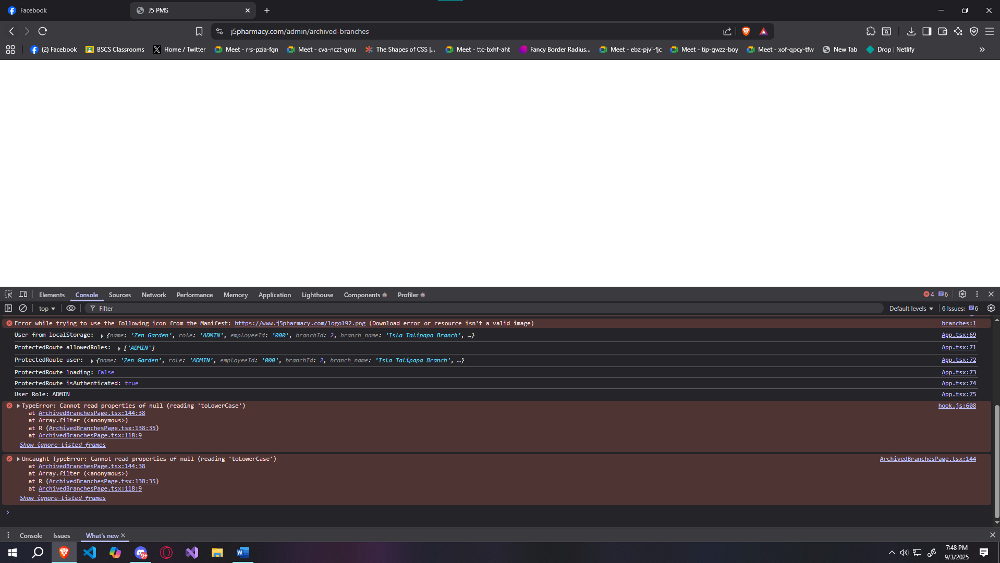 Facebook
J5 PMS
j5pharmacy.com/admin/archived-branches
(2) Facebook
BSCS Classrooms
Home / Twitter
Meet - rrs-pzia-fgn
Meet - cva-nczt-gmu
The Shapes of CSS |...
Meet - ttc-bxhf-aht
Fancy Border Radius...
Meet - ebz-pjvi-fjc
Meet - tip-gwzz-boy
Meet - xof-qpcy-tfw
New Tab
Drop | Netlify
»
Elements Console Sources Network Performance Memory Application Lighthouse Components Profiler
4 6
top Filter Default levels 6 Issues: 6
Error while trying to use the following icon from the Manifest: https://www.j5pharmacy.com/logo192.png (Download error or resource isn't a valid image) branches:1
User from localStorage: {name: 'Zen Garden', role: 'ADMIN', employeeId: '000', branchId: 2, branch_name: 'Isla Talipapa Branch', …} App.tsx:69
ProtectedRoute allowedRoles: ['ADMIN'] App.tsx:71
ProtectedRoute user: {name: 'Zen Garden', role: 'ADMIN', employeeId: '000', branchId: 2, branch_name: 'Isla Talipapa Branch', …} App.tsx:72
ProtectedRoute loading: false App.tsx:73
ProtectedRoute isAuthenticated: true App.tsx:74
User Role: ADMIN App.tsx:75
TypeError: Cannot read properties of null (reading 'toLowerCase') hook.js:608
at ArchivedBranchesPage.tsx:144:38
at Array.filter (<anonymous>)
at R (ArchivedBranchesPage.tsx:138:35)
at ArchivedBranchesPage.tsx:118:9
Show ignore-listed frames
Uncaught TypeError: Cannot read properties of null (reading 'toLowerCase') ArchivedBranchesPage.tsx:144
at ArchivedBranchesPage.tsx:144:38
at Array.filter (<anonymous>)
at R (ArchivedBranchesPage.tsx:138:35)
at ArchivedBranchesPage.tsx:118:9
Show ignore-listed frames
Console Issues What's new
9+
7:48 PM
9/3/2025